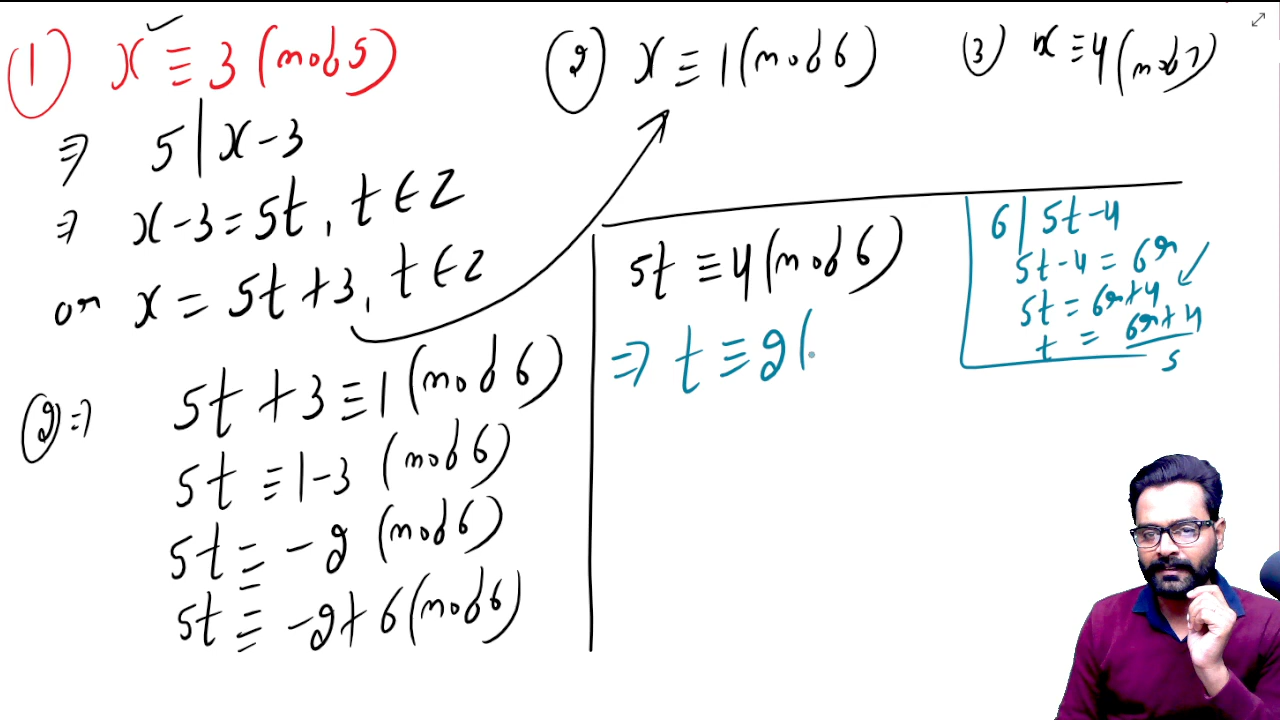 ① x ≡ 3 (mod 5)
⇒ 5 | x-3
⇒ x-3 = 5t, t ∈ Z
or x = 5t+3, t ∈ Z
② ⇒ 5t + 3 ≡ 1 (mod 6)
5t ≡ 1-3 (mod 6)
5t ≡ -2 (mod 6)
5t ≡ -2+6 (mod 6)
② x ≡ 1 (mod 6)
③ x ≡ 4 (mod 7)
5t ≡ 4 (mod 6)
⇒ t ≡ 2 (
6 | 5t-4
5t-4 = 6r
5t = 6r+4
t = 6r+4
5